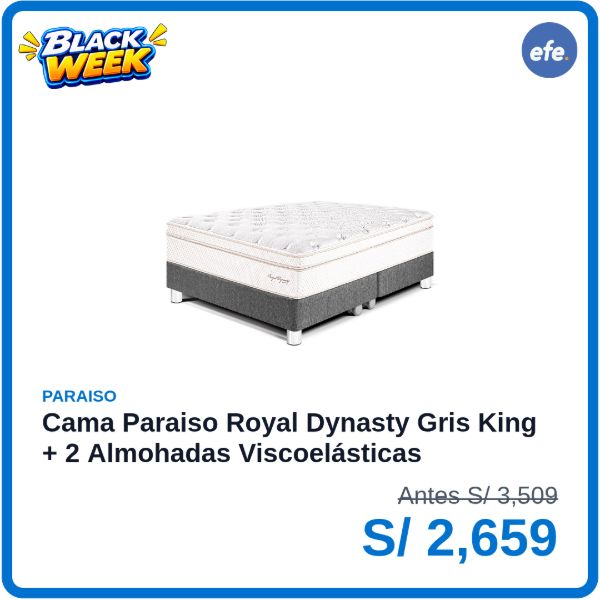 BLACK
WEEK
efe.
PARAISO
Cama Paraiso Royal Dynasty Gris King
+ 2 Almohadas Viscoelásticas
Antes S/ 3,509
S/ 2,659